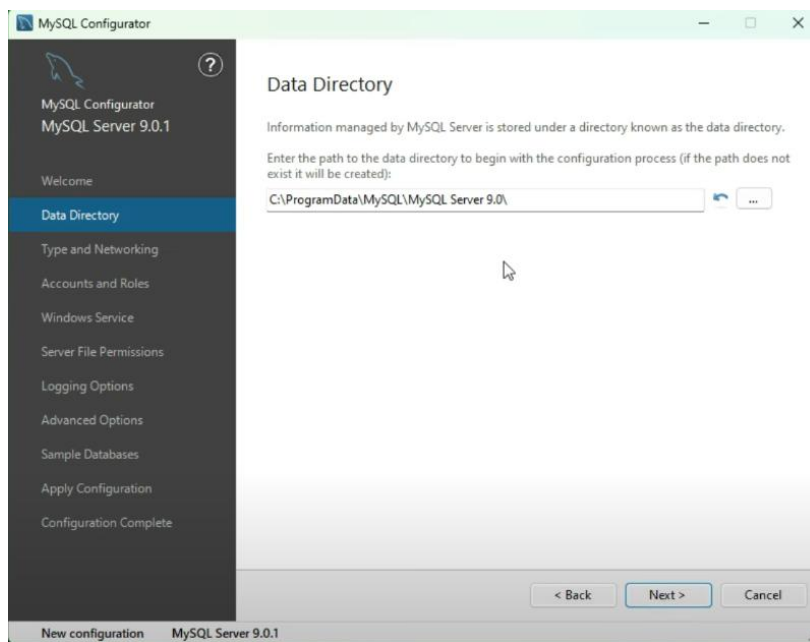 MySQL Configurator
MySQL Configurator
MySQL Server 9.0.1
Welcome
Data Directory
Type and Networking
Accounts and Roles
Windows Service
Server File Permissions
Logging Options
Advanced Options
Sample Databases
Apply Configuration
Configuration Complete
?
Data Directory
Information managed by MySQL Server is stored under a directory known as the data directory.
Enter the path to the data directory to begin with the configuration process (if the path does not
exist it will be created):
C:\ProgramData\MySQL\MySQL Server 9.0\
...
< Back
Next >
Cancel
New configuration MySQL Server 9.0.1